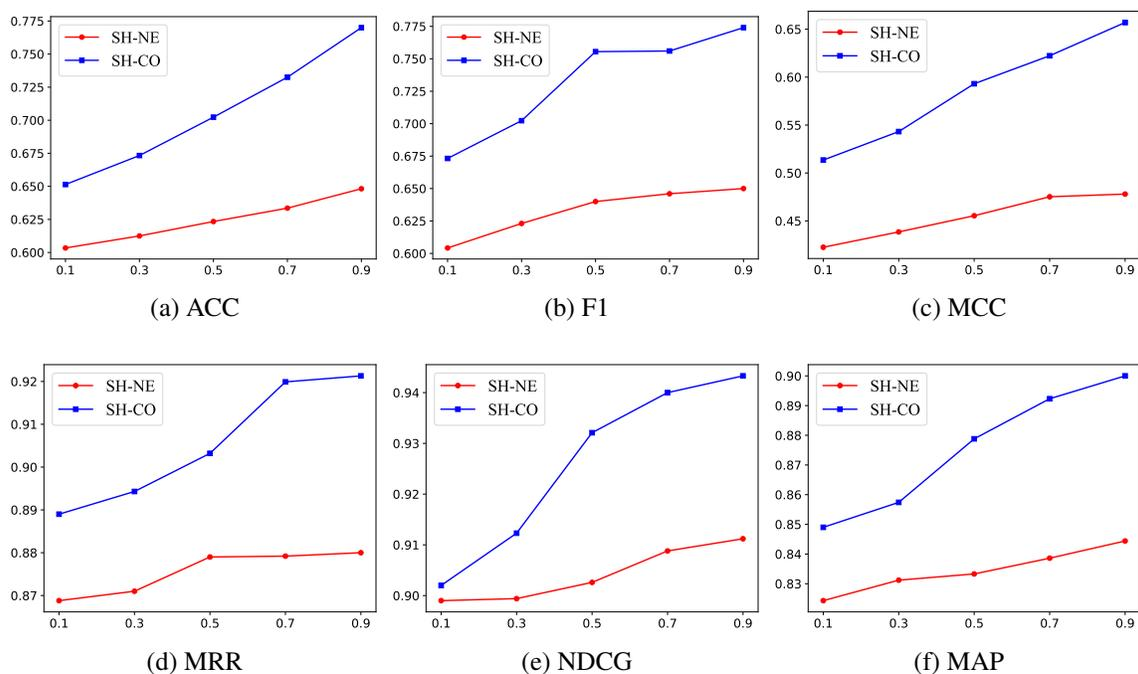 0.775
0.750
0.725
0.700
0.675
0.650
0.625
0.600
SH-NE
SH-CO
0.1 0.3 0.5 0.7 0.9
(a) ACC
0.775
0.750
0.725
0.700
0.675
0.650
0.625
0.600
SH-NE
SH-CO
0.1 0.3 0.5 0.7 0.9
(b) F1
0.65
0.60
0.55
0.50
0.45
SH-NE
SH-CO
0.1 0.3 0.5 0.7 0.9
(c) MCC
0.92
0.91
0.90
0.89
0.88
0.87
SH-NE
SH-CO
0.1 0.3 0.5 0.7 0.9
(d) MRR
0.94
0.93
0.92
0.91
0.90
SH-NE
SH-CO
0.1 0.3 0.5 0.7 0.9
(e) NDCG
0.90
0.89
0.88
0.87
0.86
0.85
0.84
0.83
SH-NE
SH-CO
0.1 0.3 0.5 0.7 0.9
(f) MAP